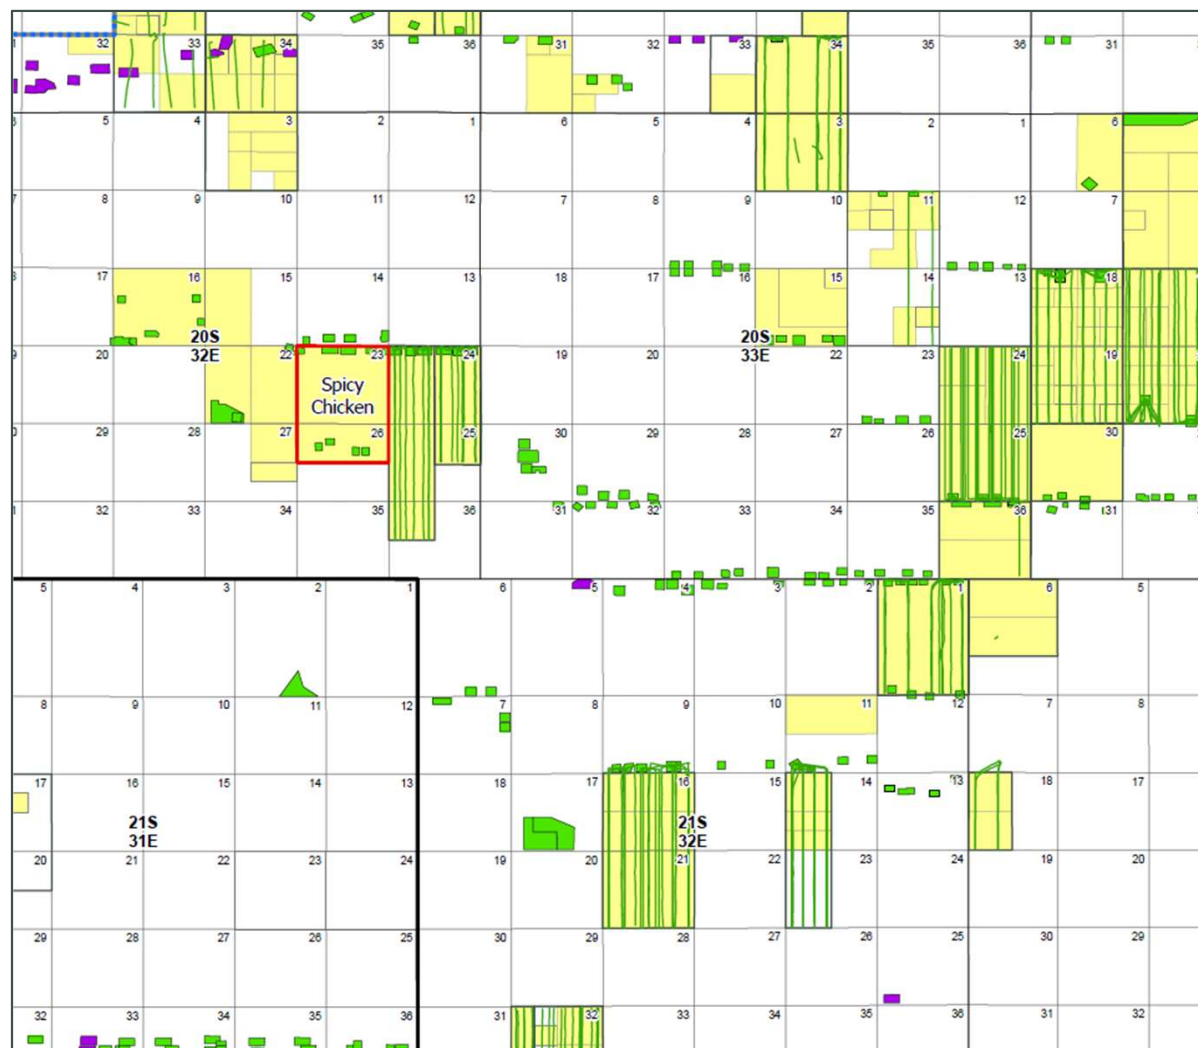 32 33 34 35 36 31 32 33 34 35 36 31
5 4 3 2 1 6 5 4 3 2 1 6
7 8 9 10 11 12 7 8 9 10 11 12 7
17 16 15 14 13 18 17 16 15 14 13 18
20S 20S
32E 33E
20 22 23 24 19 20 22 23 24 19
Spicy
Chicken
29 28 27 26 25 30 29 28 27 26 25 30
32 33 34 35 36 31 32 33 34 35 36 31
5 4 3 2 1 6 5 4 3 2 1 6 5
8 9 10 11 12 7 8 9 10 11 12 7 8
17 16 15 14 13 18 17 16 15 14 13 18 17
21S 21S
31E 32E
20 21 22 23 24 19 20 21 22 23 24 19 20
29 28 27 26 25 30 29 28 27 26 25 30 29
32 33 34 35 36 31 32 33 34 35 36 31 32